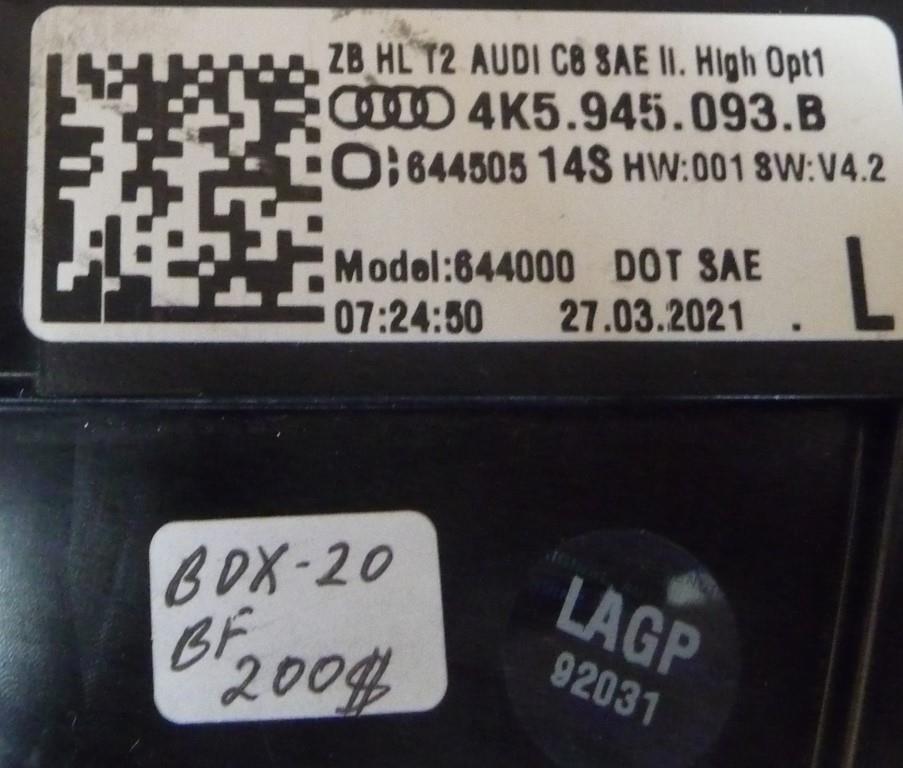 ZB HL T2 AUDI C8 SAE II. High Opt1
4K5.945.093.B
O;644505 14S HW:001 SW:V4.2
Model:644000 DOT SAE
07:24:50 27.03.2021 . L
BDX-20
BF
200$
LAGP
92031